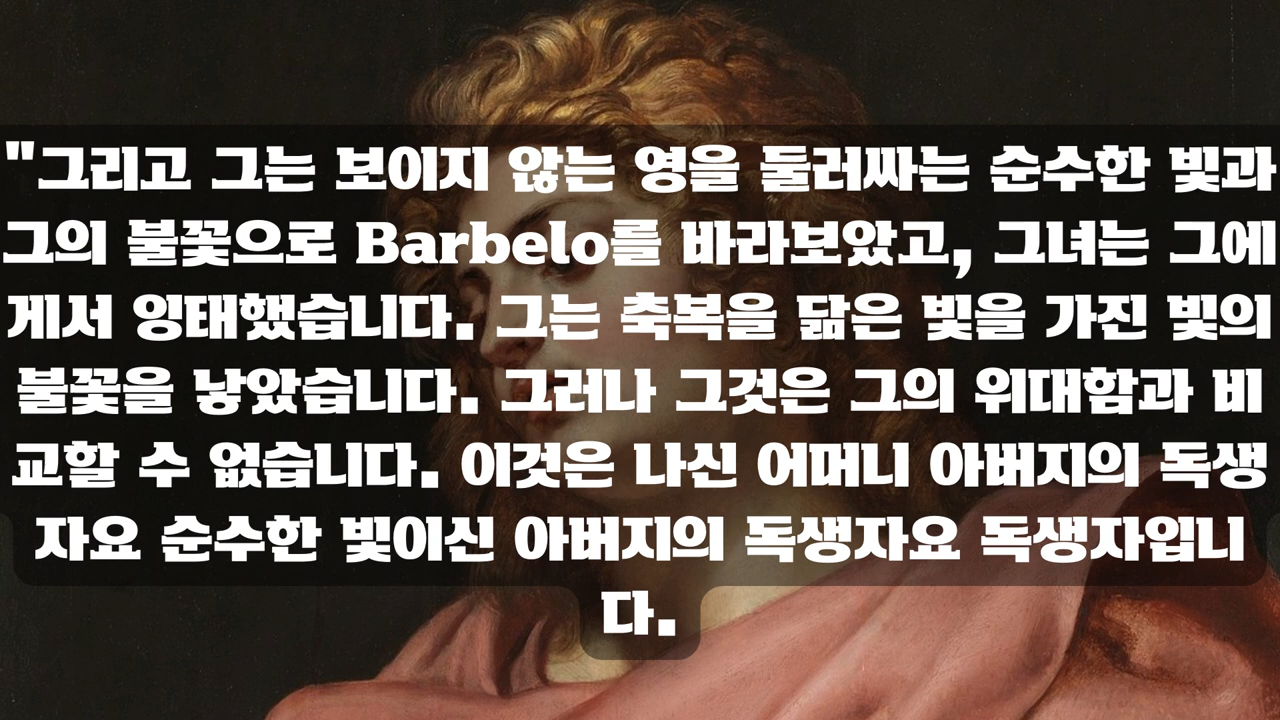 "그리고 그는 보이지 않는 영을 둘러싸는 순수한 빛과
그의 불꽃으로 Barbelo를 바라보았고, 그녀는 그에
게서 잉태했습니다. 그는 축복을 닮은 빛을 가진 빛의
불꽃을 낳았습니다. 그러나 그것은 그의 위대함과 비
교할 수 없습니다. 이것은 나신 어머니 아버지의 독생
자요 순수한 빛이신 아버지의 독생자요 독생자입니
다.